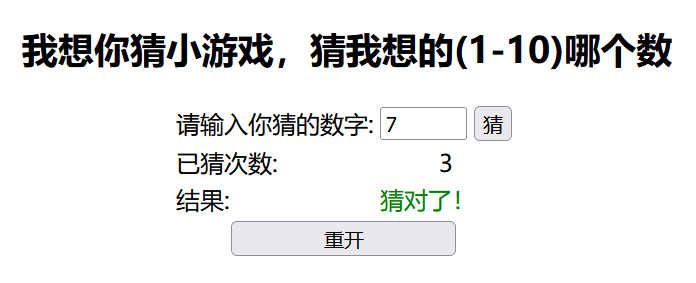 我想你猜小游戏，猜我想的(1-10)哪个数
请输入你猜的数字: 7 猜
已猜次数: 3
结果: 猜对了！
重开